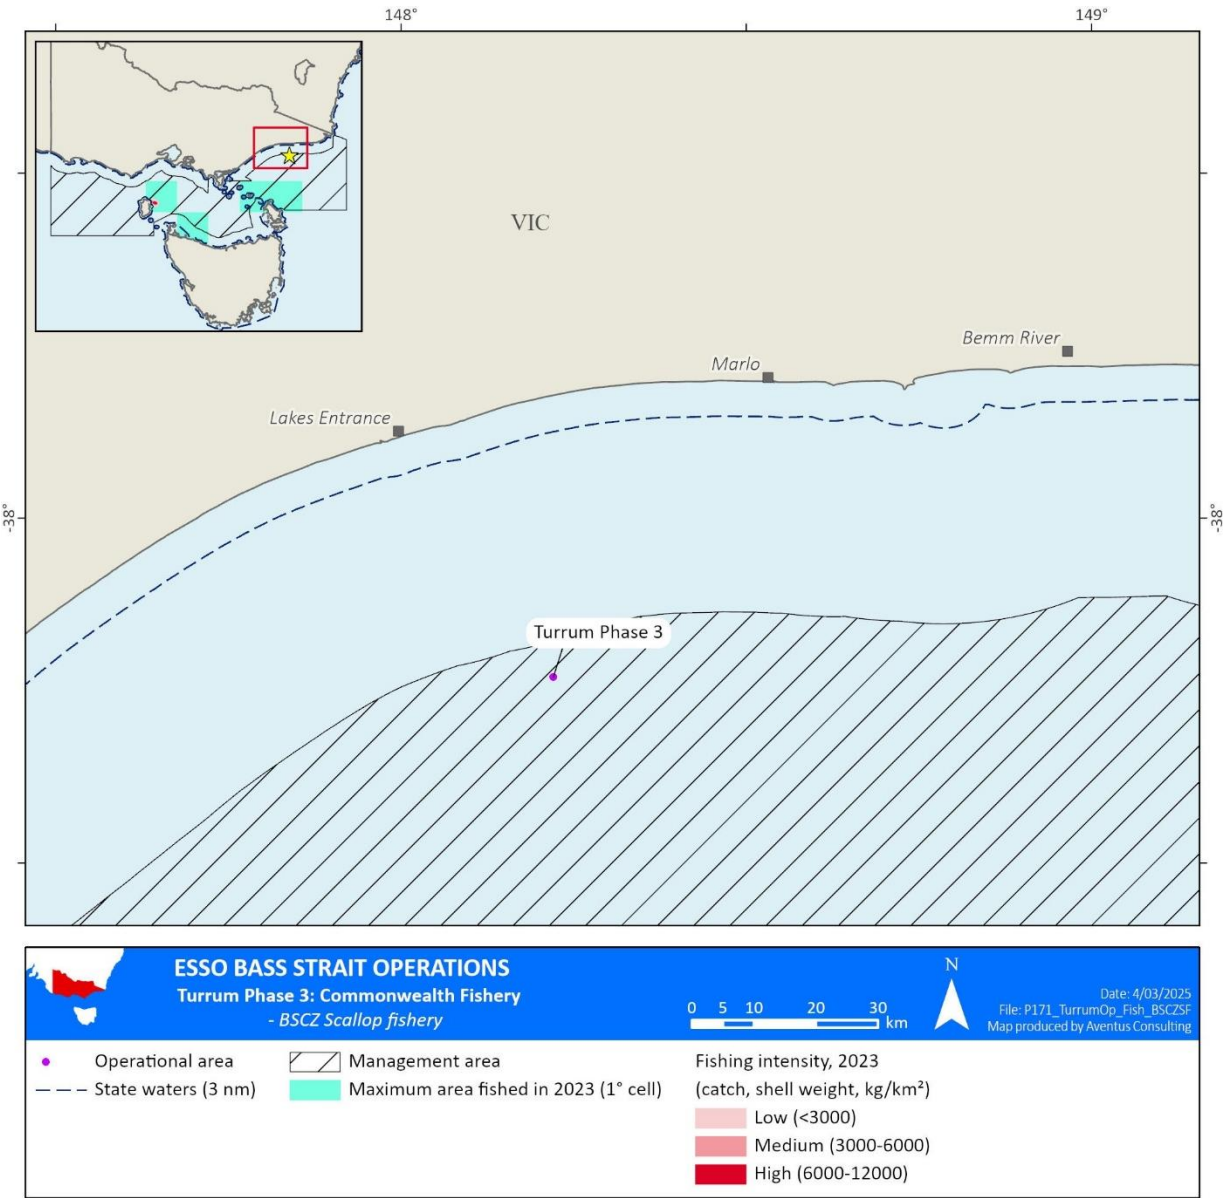 148°
149°
VIC
Bemm River
Marlo
Lakes Entrance
-38°
-38°
Turrum Phase 3
ESSO BASS STRAIT OPERATIONS
Turrum Phase 3: Commonwealth Fishery
- BSCZ Scallop fishery
0 5 10 20 30
km
N
Date: 4/03/2025
File: P171_TurrumOp_Fish_BSCZSF
Map produced by Aventus Consulting
Operational area
State waters (3 nm)
Management area
Maximum area fished in 2023 (1° cell)
Fishing intensity, 2023
(catch, shell weight, kg/km²)
Low (<3000)
Medium (3000-6000)
High (6000-12000)